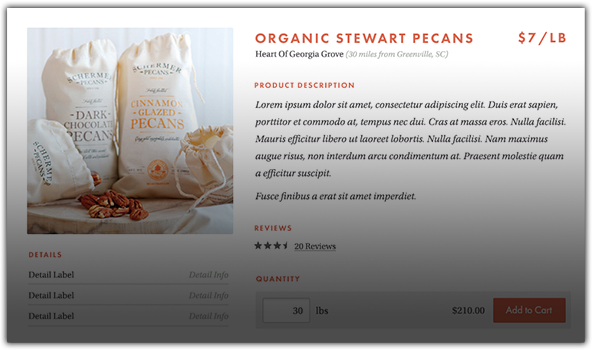 ORGANIC STEWART PECANS
$7/LB
Heart Of Georgia Grove (30 miles from Greenville, SC)
SCHERMER
PECANS
DARK
CHOCOLATE
PECANS
SCHERMER
PECANS
CINNAMON
GLAZED
PECANS
SCHERMER
PECANS
PRODUCT DESCRIPTION
Lorem ipsum dolor sit amet, consectetur adipiscing elit. Duis erat sapien,
porttitor et commodo at, tempus nec dui. Cras at massa eros. Nulla facilisi.
Mauris efficitur libero ut laoreet lobortis. Nulla facilisi. Nam maximus
augue risus, non interdum arcu condimentum at. Praesent molestie quam
a efficitur suscipit.
Fusce finibus a erat sit amet imperdiet.
REVIEWS
20 Reviews
DETAILS
Detail Label Detail Info
Detail Label Detail Info
Detail Label Detail Info
QUANTITY
30 lbs $210.00 Add to Cart